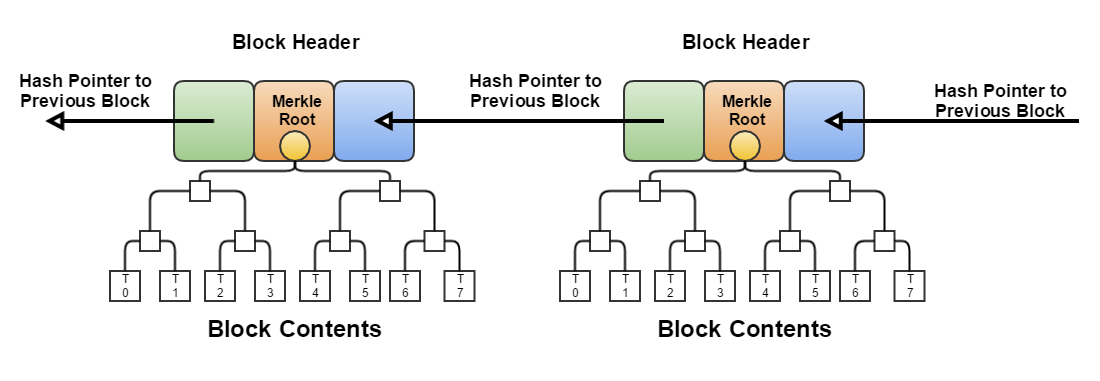 Block Header
Block Header
Hash Pointer to
Previous Block
Hash Pointer to
Previous Block
Hash Pointer to
Previous Block
Merkle
Root
Merkle
Root
T
0
T
1
T
2
T
3
T
4
T
5
T
6
T
7
T
0
T
1
T
2
T
3
T
4
T
5
T
6
T
7
Block Contents
Block Contents